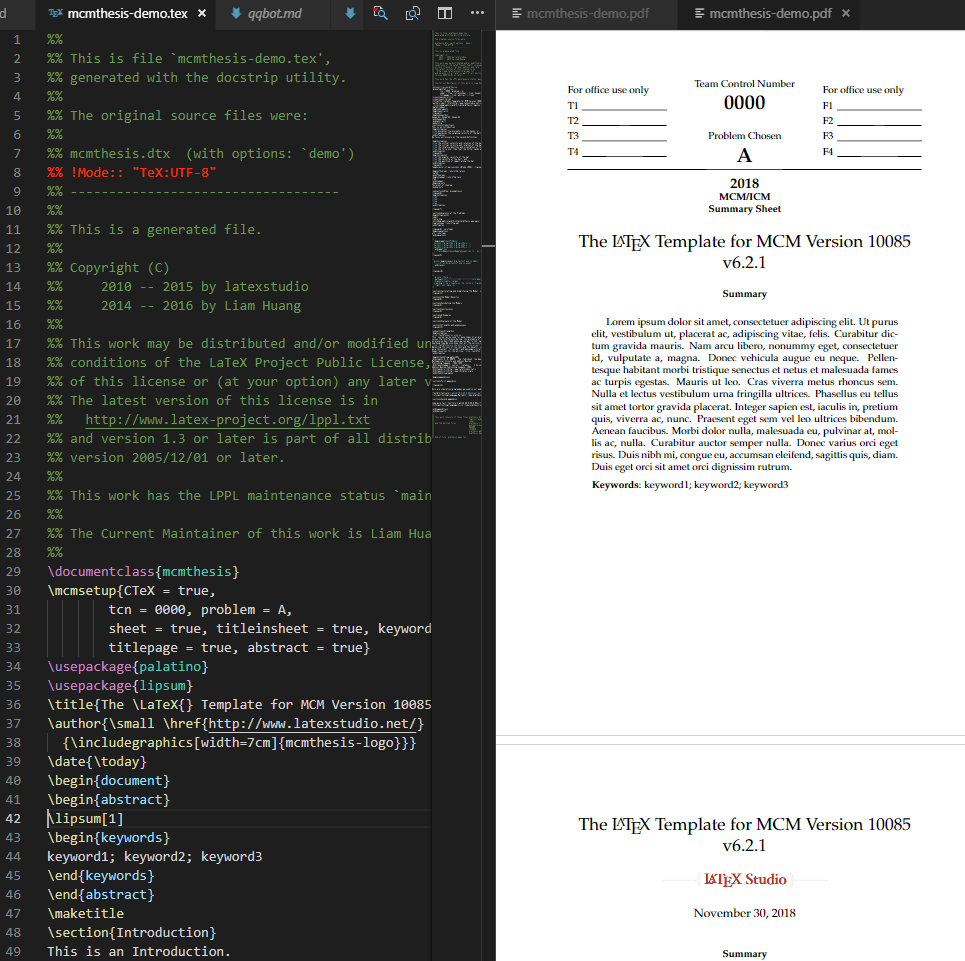 d
TEX mcmthesis-demo.tex ×
qqbot.md
mcmthesis-demo.pdf
mcmthesis-demo.pdf ×
1 %%
2 %% This is file `mcmthesis-demo.tex',
3 %% generated with the docstrip utility.
4 %%
5 %% The original source files were:
6 %%
7 %% mcmthesis.dtx  (with options: `demo')
8 %% !Mode:: "TeX:UTF-8"
9 %% -----------------------------------
10 %%
11 %% This is a generated file.
12 %%
13 %% Copyright (C)
14 %%     2010 -- 2015 by latexstudio
15 %%     2014 -- 2016 by Liam Huang
16 %%
17 %% This work may be distributed and/or modified un
18 %% conditions of the LaTeX Project Public License,
19 %% of this license or (at your option) any later v
20 %% The latest version of this license is in
21 %%   http://www.latex-project.org/lppl.txt
22 %% and version 1.3 or later is part of all distrib
23 %% version 2005/12/01 or later.
24 %%
25 %% This work has the LPPL maintenance status `main
26 %%
27 %% The Current Maintainer of this work is Liam Hua
28 %%
29 \documentclass{mcmthesis}
30 \mcmsetup{CTeX = true,
31         tcn = 0000, problem = A,
32         sheet = true, titleinsheet = true, keyword
33         titlepage = true, abstract = true}
34 \usepackage{palatino}
35 \usepackage{lipsum}
36 \title{The \LaTeX{} Template for MCM Version 10085
37 \author{\small \href{http://www.latexstudio.net/}
38   {\includegraphics[width=7cm]{mcmthesis-logo}}}
39 \date{\today}
40 \begin{document}
41 \begin{abstract}
42 \lipsum[1]
43 \begin{keywords}
44 keyword1; keyword2; keyword3
45 \end{keywords}
46 \end{abstract}
47 \maketitle
48 \section{Introduction}
49 This is an Introduction.
For office use only
T1
T2
T3
T4
Team Control Number
0000
Problem Chosen
A
For office use only
F1
F2
F3
F4
2018
MCM/ICM
Summary Sheet
The LATEX Template for MCM Version 10085
v6.2.1
Summary
Lorem ipsum dolor sit amet, consectetuer adipiscing elit. Ut purus
elit, vestibulum ut, placerat ac, adipiscing vitae, felis. Curabitur dic-
tum gravida mauris. Nam arcu libero, nonummy eget, consectetuer
id, vulputate a, magna. Donec vehicula augue eu neque. Pellen-
tesque habitant morbi tristique senectus et netus et malesuada fames
ac turpis egestas. Mauris ut leo. Cras viverra metus rhoncus sem.
Nulla et lectus vestibulum urna fringilla ultrices. Phasellus eu tellus
sit amet tortor gravida placerat. Integer sapien est, iaculis in, pretium
quis, viverra ac, nunc. Praesent eget sem vel leo ultrices bibendum.
Aenean faucibus. Morbi dolor nulla, malesuada eu, pulvinar at, mol-
lis ac, nulla. Curabitur auctor semper nulla. Donec varius orci eget
risus. Duis nibh mi, congue eu, accumsan eleifend, sagittis quis, diam.
Duis eget orci sit amet orci dignissim rutrum.
Keywords: keyword1; keyword2; keyword3
The LATEX Template for MCM Version 10085
v6.2.1
LATEX Studio
November 30, 2018
Summary